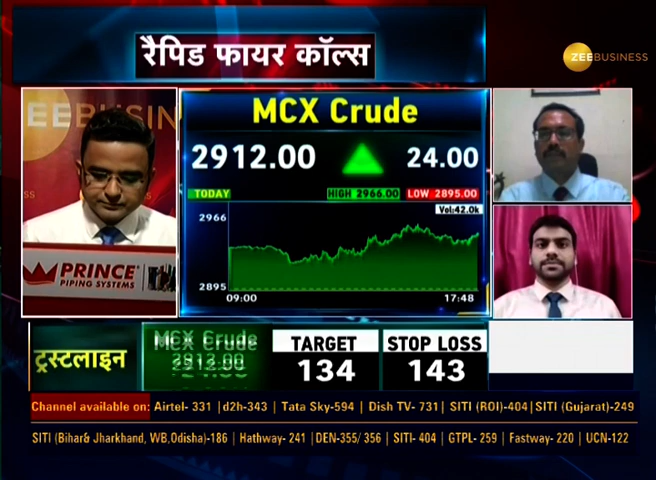 रैपिड फायर कॉल्स
ZEEBUSINESS
EEBUSIN
MCX Crude
2912.00 24.00
TODAY HIGH 2966.00 LOW 2895.00
Vol:42.0k
2966
2895
09:00 17:48
PRINCE
PIPING SYSTEMS
ट्रस्टलाइन
MCX Crude
2912.00
TARGET
134
STOP LOSS
143
Channel available on: Airtel- 331 | d2h-343 | Tata Sky-594 | Dish TV- 731| SITI (ROI)-404| SITI (Gujarat)-249
SITI (Bihar& Jharkhand, WB,Odisha)-186 | Hathway- 241 |DEN-355/ 356 | SITI- 404 | GTPL- 259 | Fastway- 220 | UCN-122